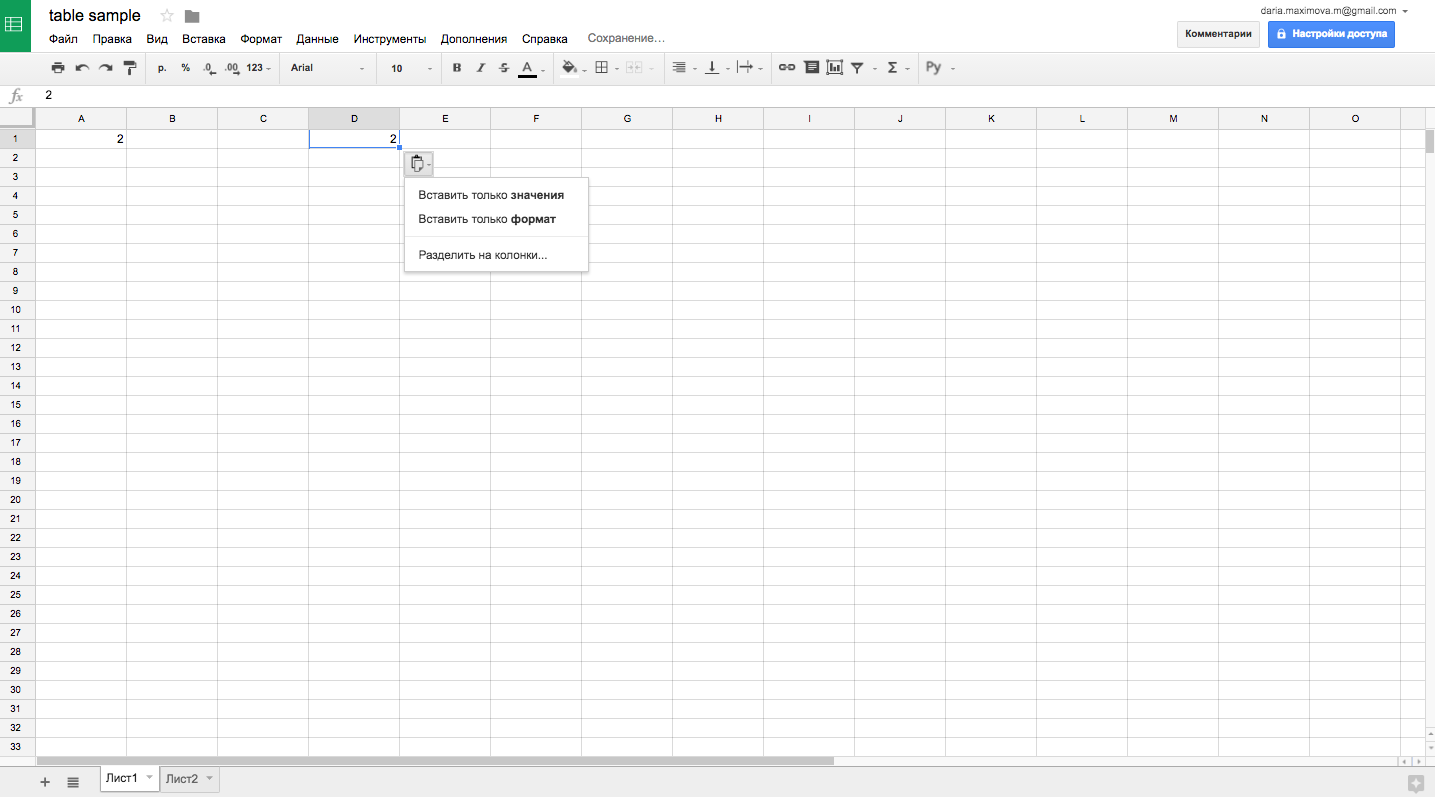 table sample
daria.maximova.m@gmail.com
Файл Правка Вид Вставка Формат Данные Инструменты Дополнения Справка Сохранение…
Комментарии Настройки доступа
р. % .0 .00 123 Arial 10 B I S A Σ Ру
fx 2
A B C D E F G H I J K L M N O
1 2 2
2
3
4
5
6
7
8
9
10
11
12
13
14
15
16
17
18
19
20
21
22
23
24
25
26
27
28
29
30
31
32
33
Вставить только значения
Вставить только формат
Разделить на колонки...
+ Лист1 Лист2